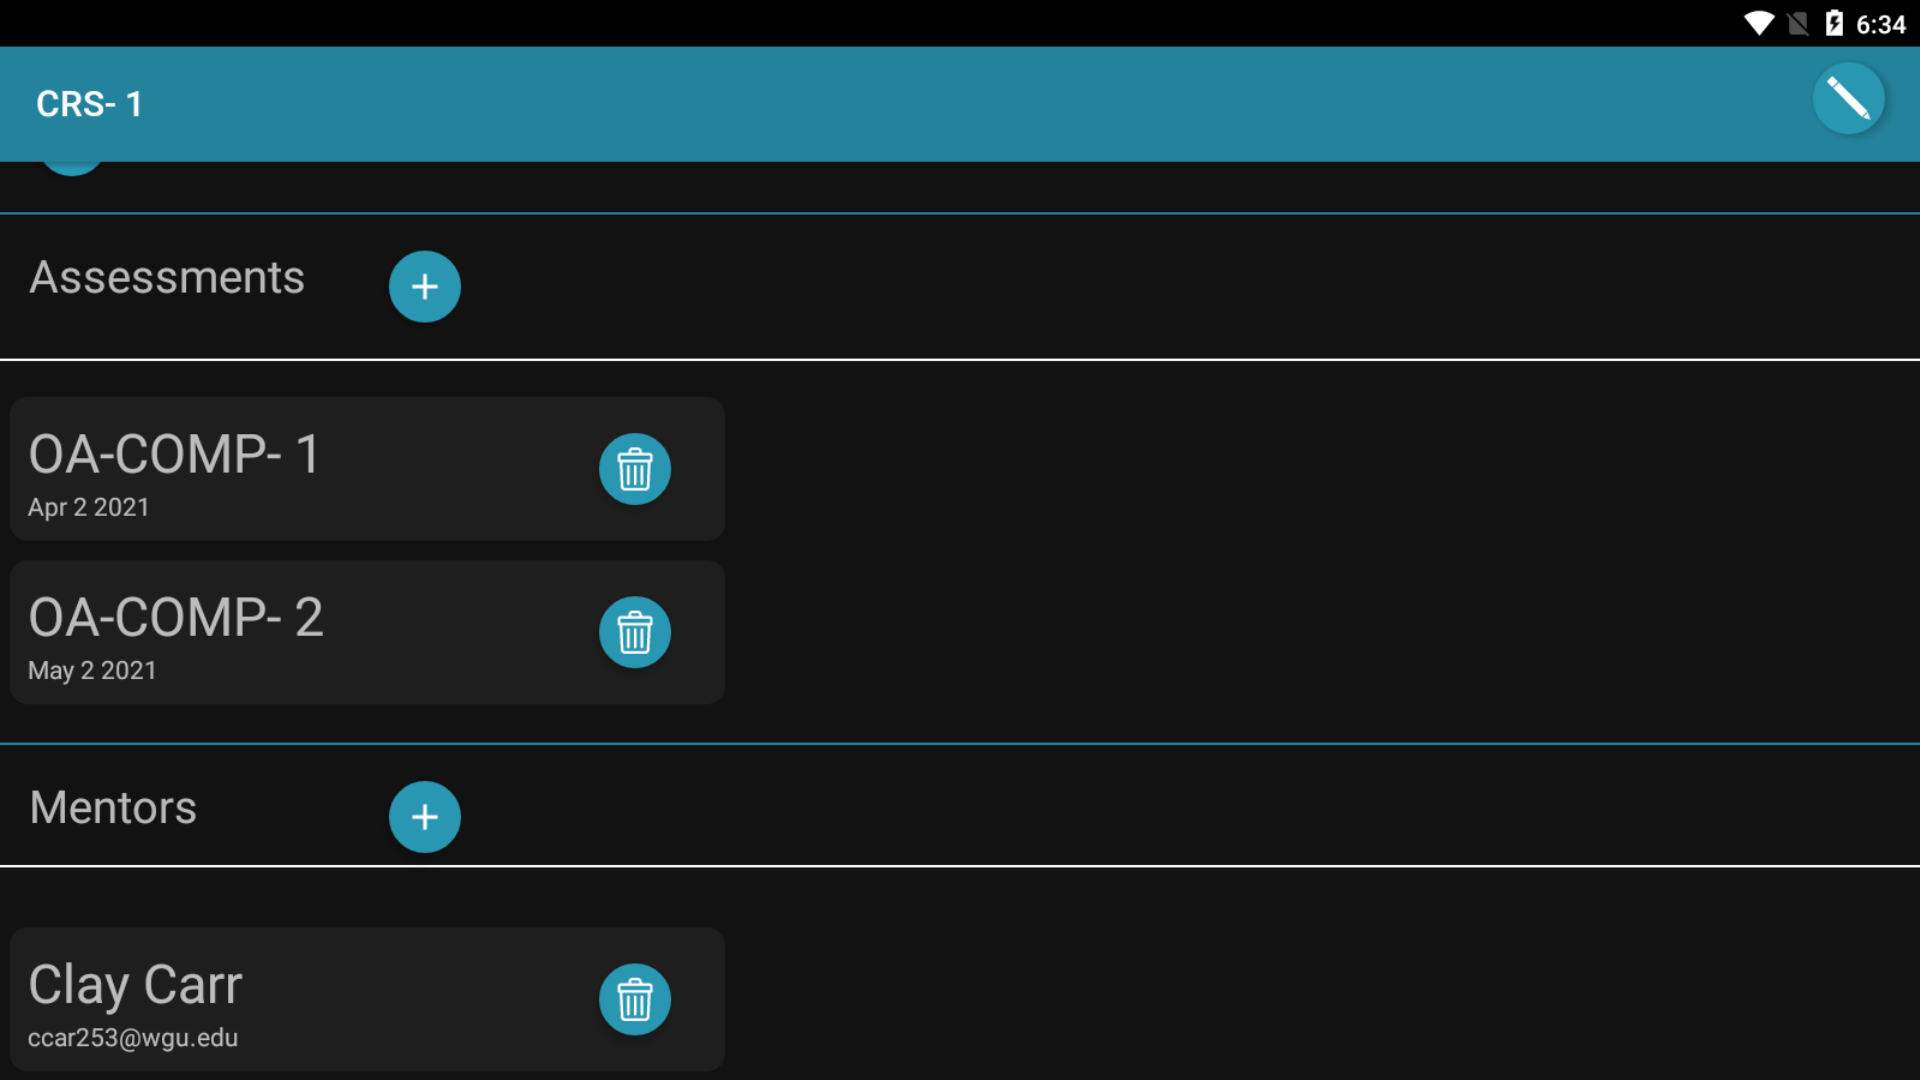 6:34
CRS- 1
Assessments
OA-COMP- 1
Apr 2 2021
OA-COMP- 2
May 2 2021
Mentors
Clay Carr
ccar253@wgu.edu